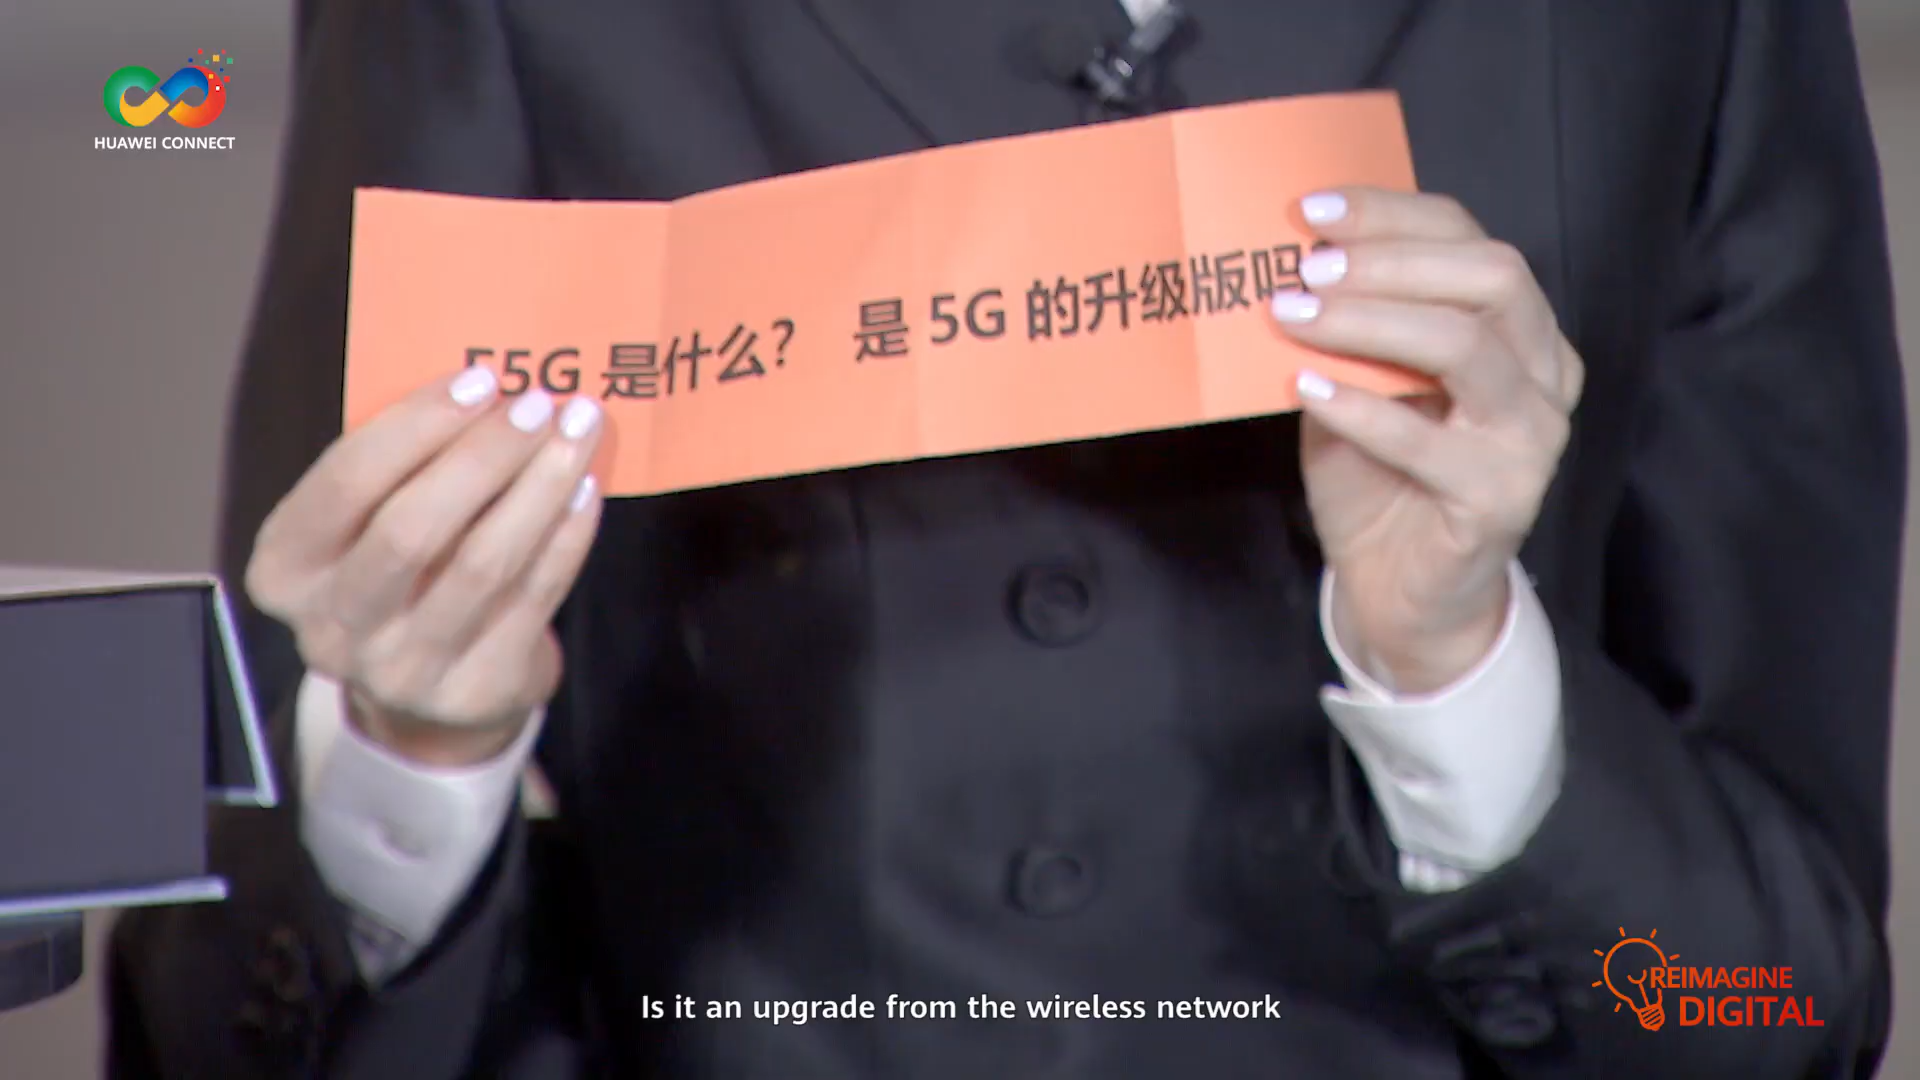 HUAWEI CONNECT
F5G 是什么? 是 5G 的升级版吗?
Is it an upgrade from the wireless network
REIMAGINE
DIGITAL